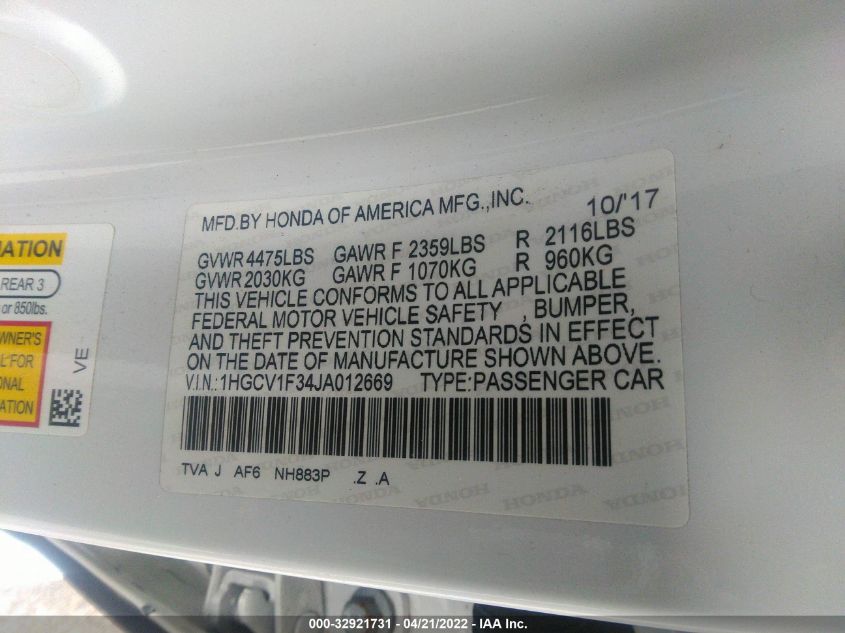 MFD.BY HONDA OF AMERICA MFG.,INC. 10/'17
GVWR 4475LBS GAWR F 2359LBS R 2116LBS
GVWR 2030KG GAWR F 1070KG R 960KG
THIS VEHICLE CONFORMS TO ALL APPLICABLE
FEDERAL MOTOR VEHICLE SAFETY , BUMPER,
AND THEFT PREVENTION STANDARDS IN EFFECT
ON THE DATE OF MANUFACTURE SHOWN ABOVE.
V.I.N.:1HGCV1F34JA012669 TYPE:PASSENGER CAR
TVA J AF6 NH883P .Z .A
HONDA HONDA HONDA
REAR 3
or 850lbs.
VE
000-32921731 - 04/21/2022 - IAA, Inc.